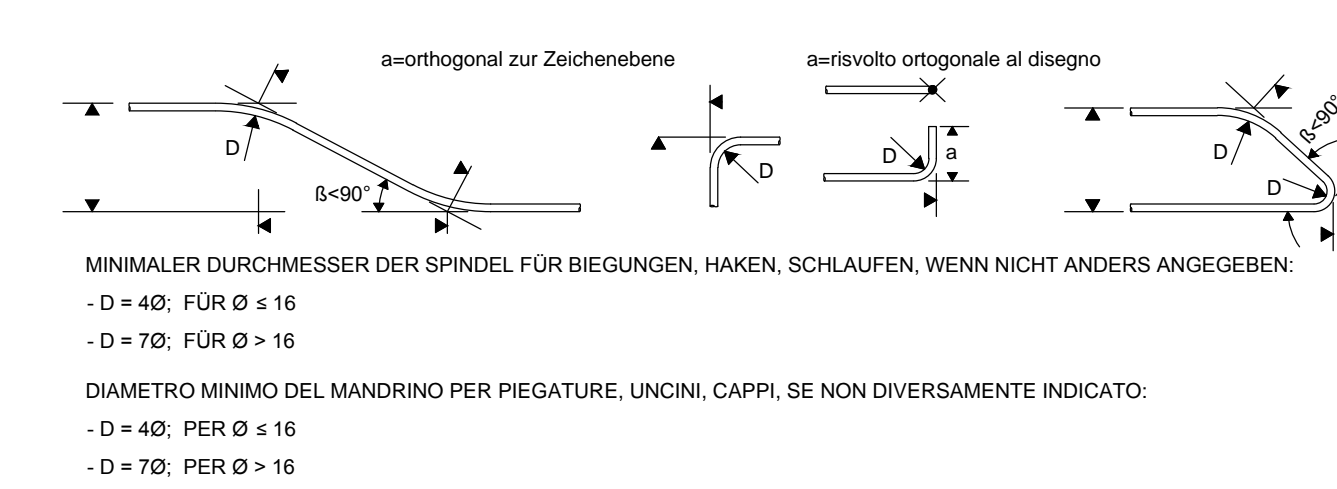 a=orthogonal zur Zeichenebene
a=risvolto ortogonale al disegno
D
ß<90°
D
D
a
D
D
ß<90°
MINIMALER DURCHMESSER DER SPINDEL FÜR BIEGUNGEN, HAKEN, SCHLAUFEN, WENN NICHT ANDERS ANGEGEBEN:
- D = 4Ø; FÜR Ø ≤ 16
- D = 7Ø; FÜR Ø > 16
DIAMETRO MINIMO DEL MANDRINO PER PIEGATURE, UNCINI, CAPPI, SE NON DIVERSAMENTE INDICATO:
- D = 4Ø; PER Ø ≤ 16
- D = 7Ø; PER Ø > 16